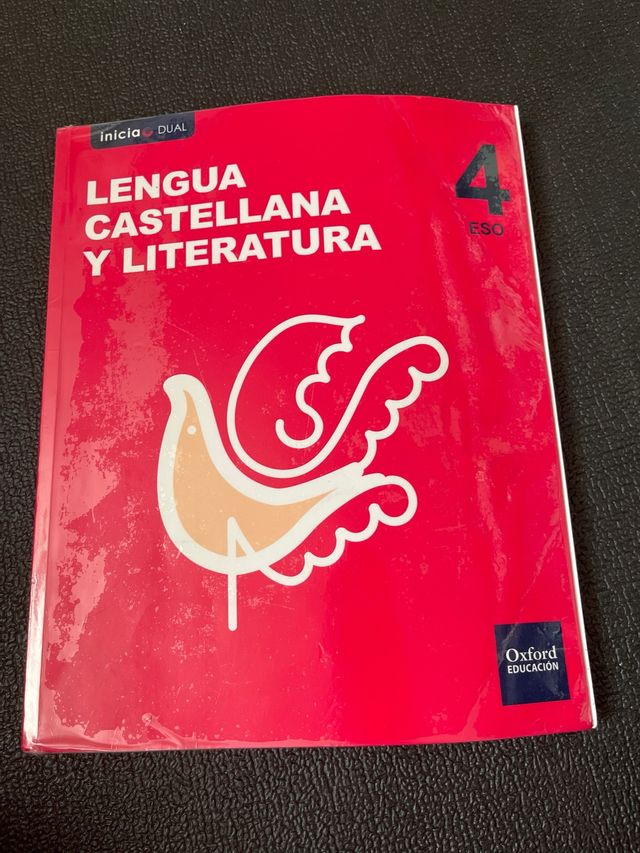 inicia DUAL
LENGUA
CASTELLANA
Y LITERATURA
4
ESO
Oxford
EDUCACIÓN